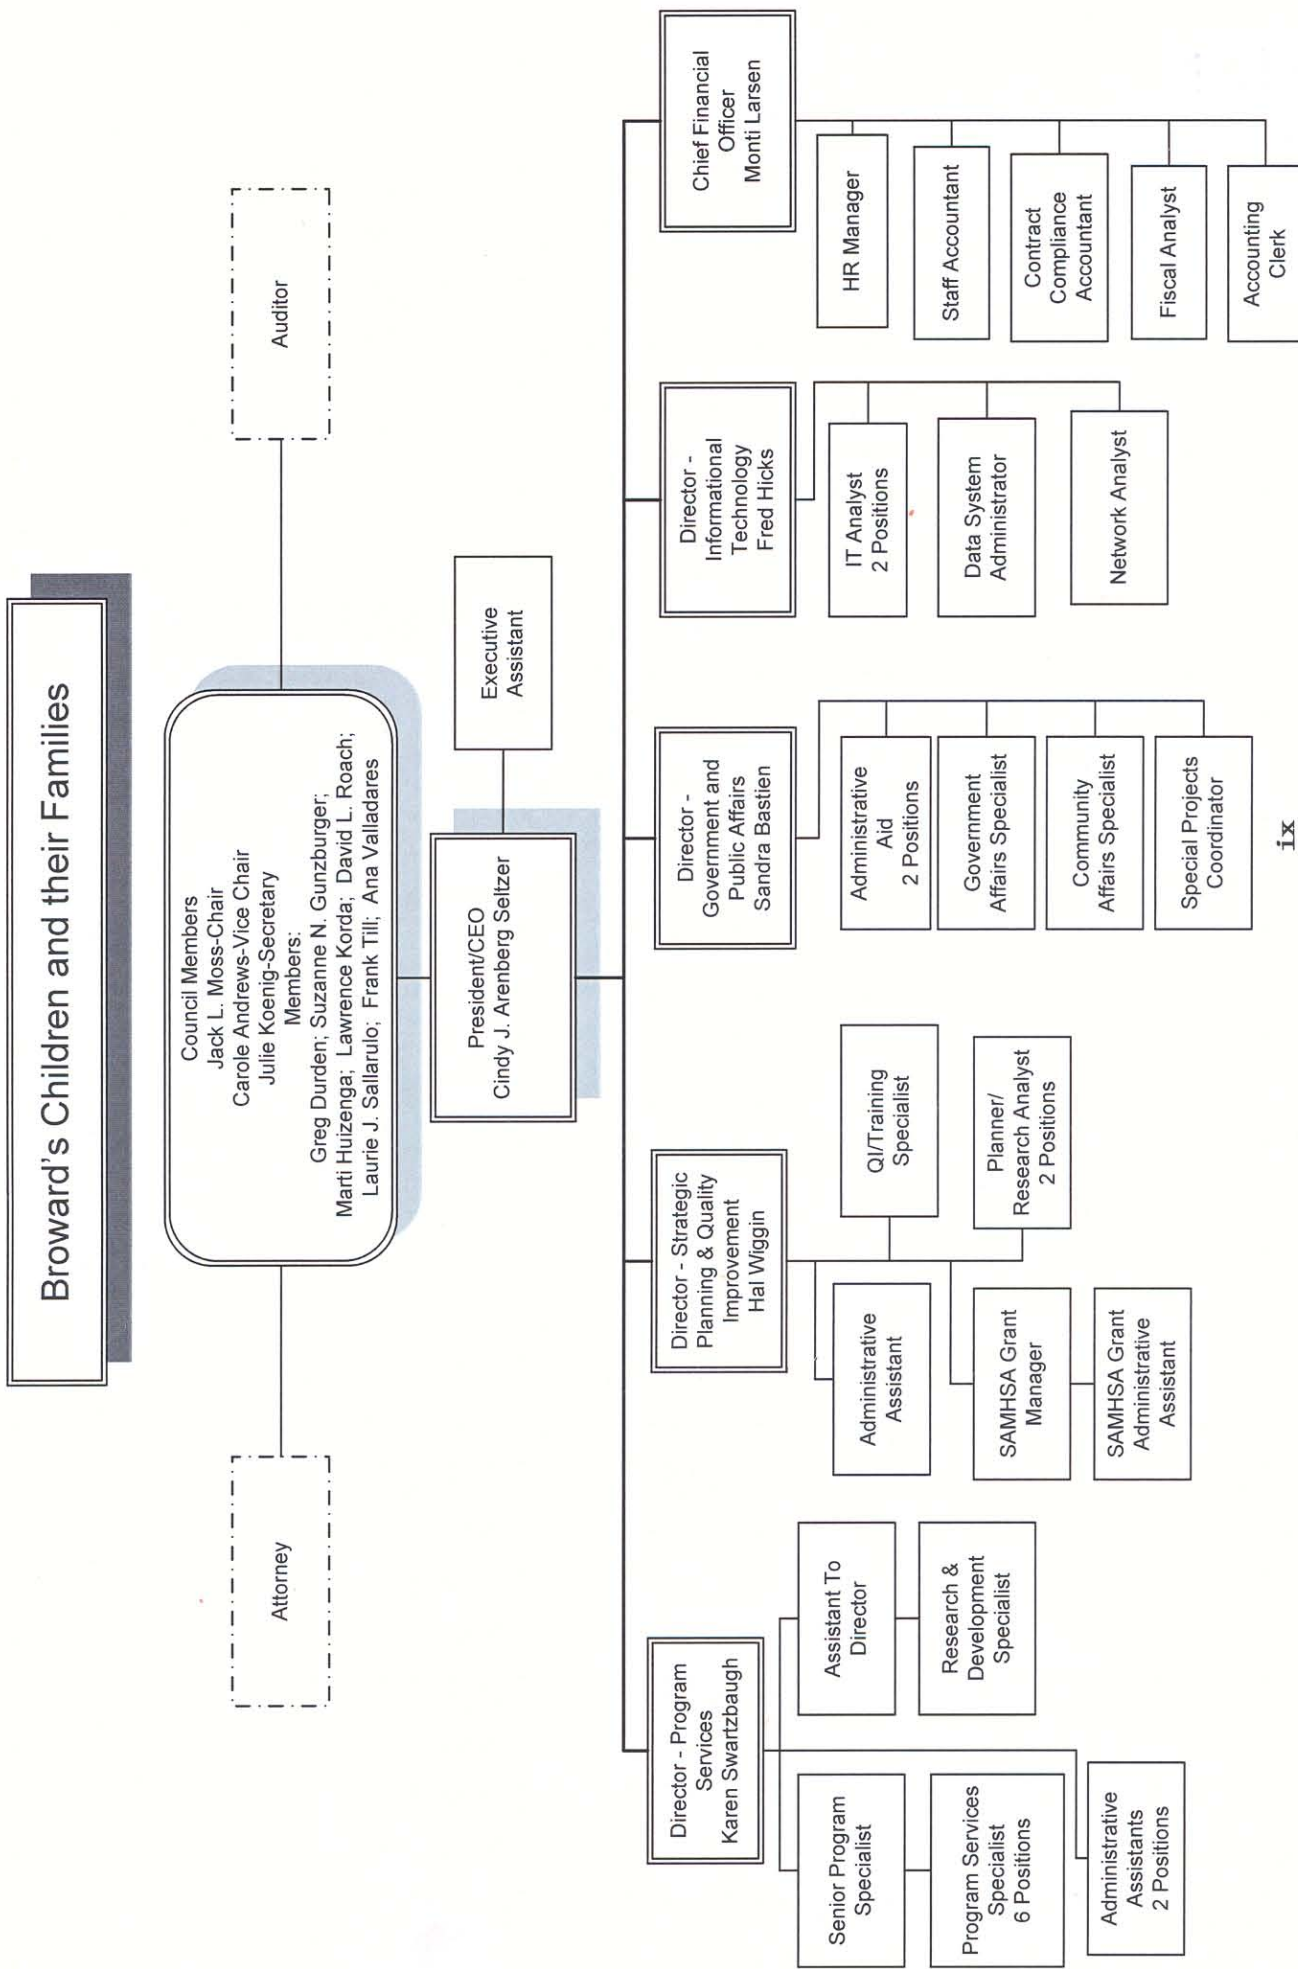 Broward's Children and their Families
Attorney
Council Members
Jack L. Moss-Chair
Carole Andrews-Vice Chair
Julie Koenig-Secretary
Members:
Greg Durden; Suzanne N. Gunzburger;
Marti Huizenga; Lawrence Korda; David L. Roach;
Laurie J. Sallarulo; Frank Till; Ana Valladares
Auditor
President/CEO
Cindy J. Arenberg Seltzer
Executive
Assistant
Director - Program
Services
Karen Swartzbaugh
Senior Program
Specialist
Program Services
Specialist
6 Positions
Administrative
Assistants
2 Positions
Assistant To
Director
Research &
Development
Specialist
Director - Strategic
Planning & Quality
Improvement
Hal Wiggin
Administrative
Assistant
SAMHSA Grant
Manager
SAMHSA Grant
Administrative
Assistant
QI/Training
Specialist
Planner/
Research Analyst
2 Positions
Director -
Government and
Public Affairs
Sandra Bastien
Administrative
Aid
2 Positions
Government
Affairs Specialist
Community
Affairs Specialist
Special Projects
Coordinator
Director -
Informational
Technology
Fred Hicks
IT Analyst
2 Positions
Data System
Administrator
Network Analyst
Chief Financial
Officer
Monti Larsen
HR Manager
Staff Accountant
Contract
Compliance
Accountant
Fiscal Analyst
Accounting
Clerk
ix